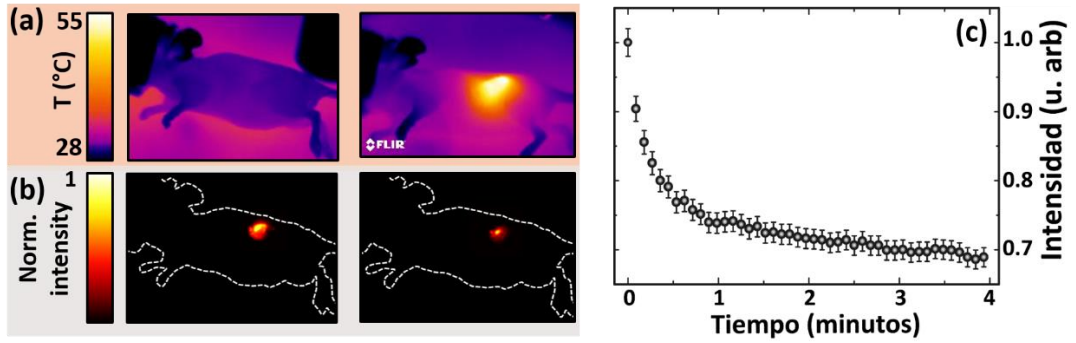 (a)
55
T (°C)
28
FLIR
(b)
1
Norm.
intensity
(c)
1.0
0.9
0.8
0.7
Intensidad (u. arb)
0
1
2
3
4
Tiempo (minutos)